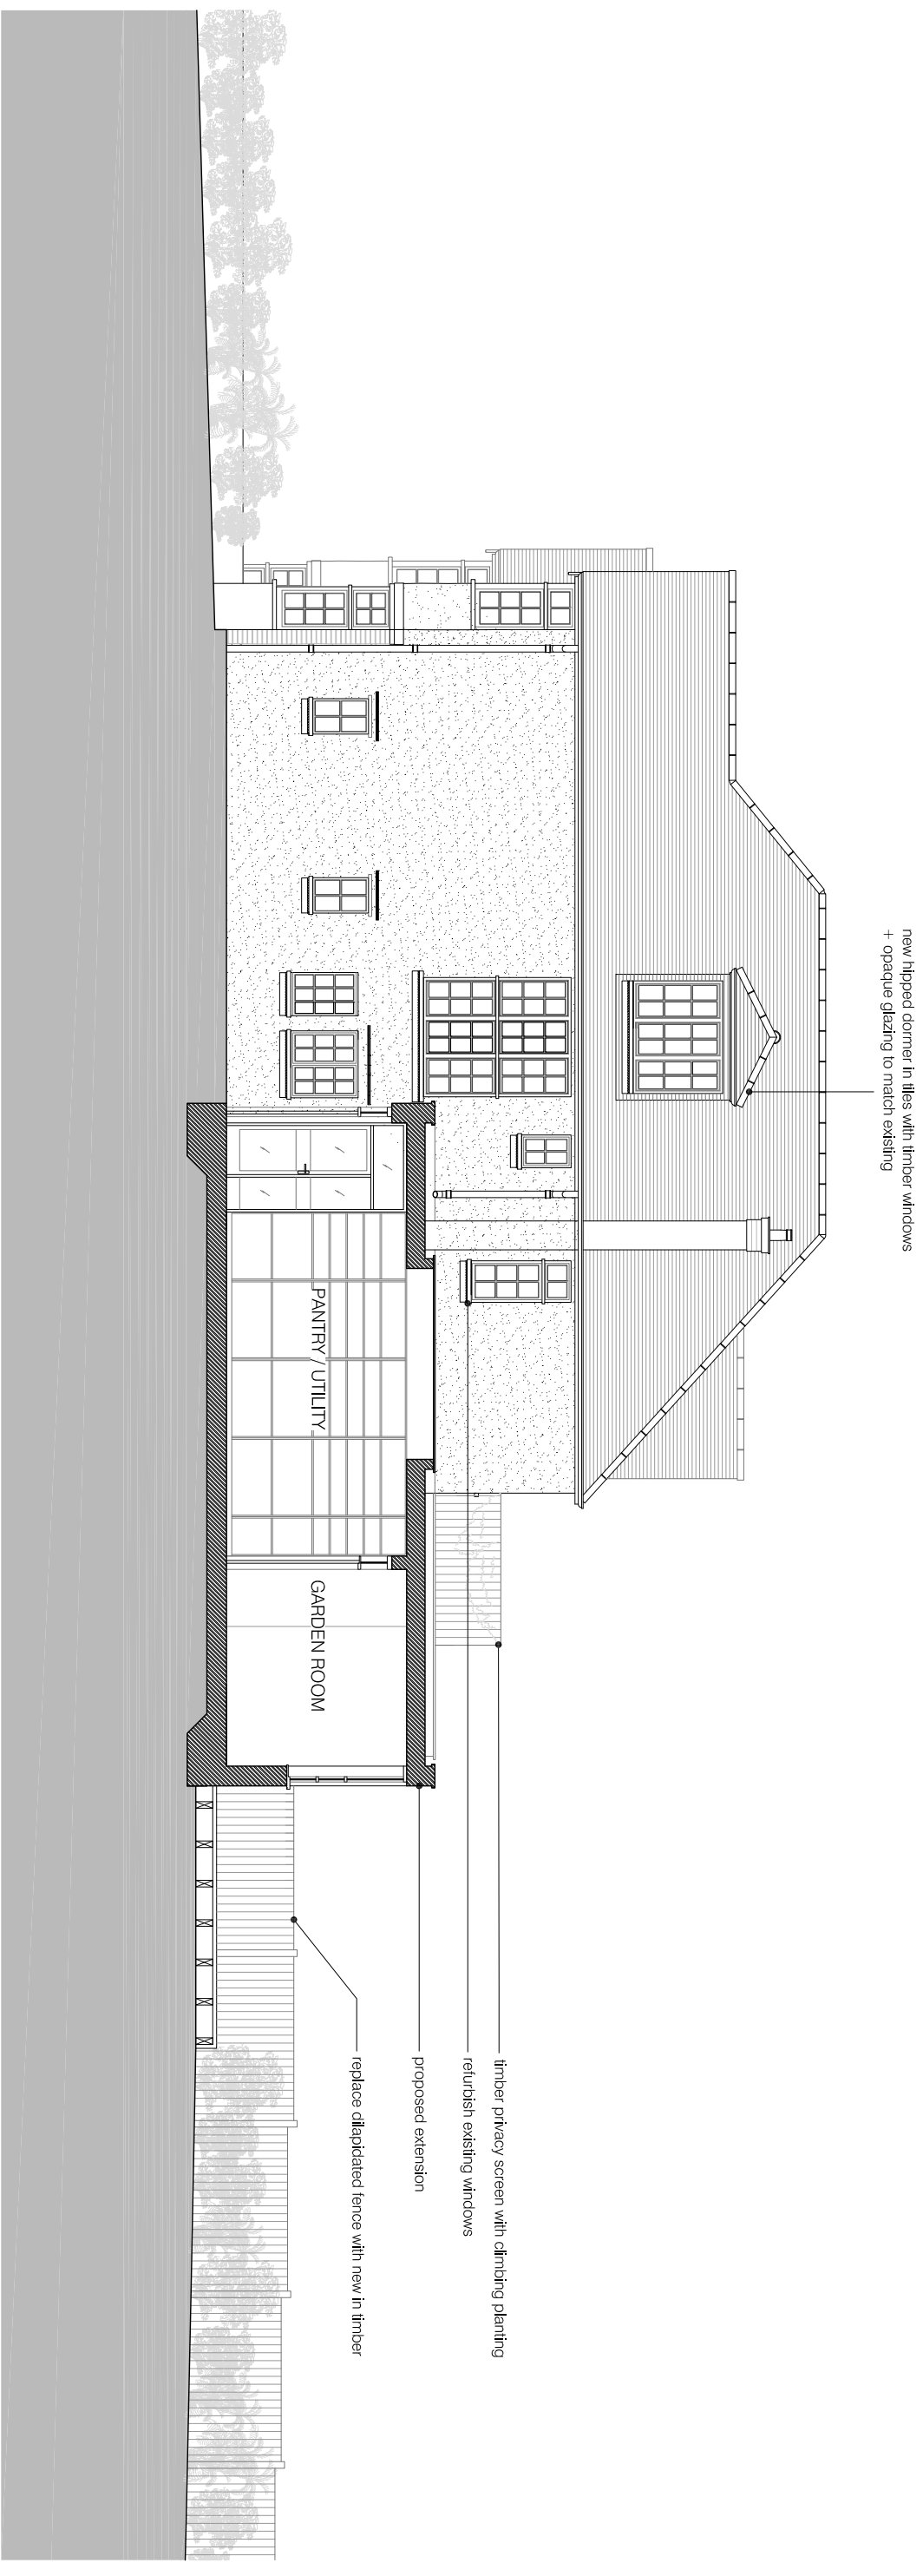 new hipped dormer in tiles with timber windows
+ opaque glazing to match existing
timber privacy screen with climbing planting
refurbish existing windows
proposed extension
replace dilapidated fence with new in timber
PANTRY / UTILITY
GARDEN ROOM